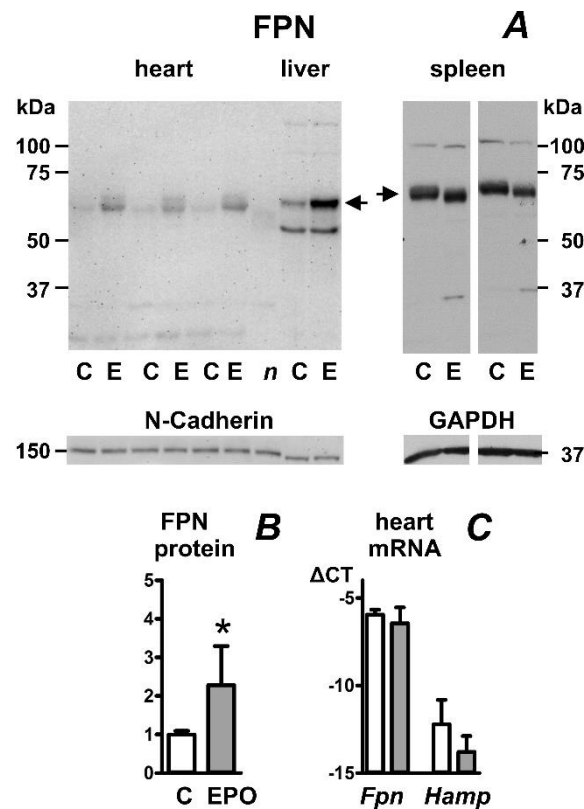 FPN A
heart liver spleen
kDa kDa
100 100
75 75
50 50
37 37
C E C E C E n C E C E C E
N-Cadherin GAPDH
150 37
FPN protein B
5
4
3
2
1
0
*
C EPO
heart mRNA C
ΔCT
-5
-10
-15
Fpn Hamp